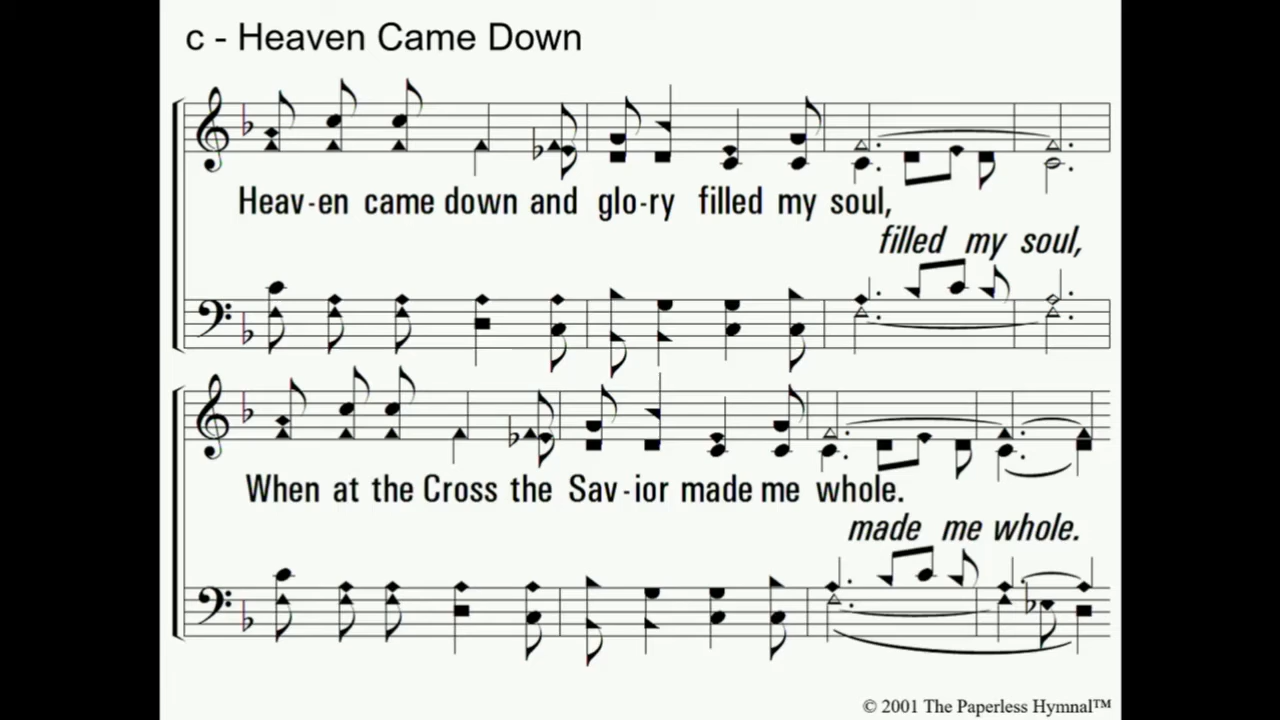 c - Heaven Came Down
Heav-en came down and glo-ry filled my soul,
filled my soul,
When at the Cross the Sav-ior made me whole.
made me whole.
© 2001 The Paperless Hymnal™